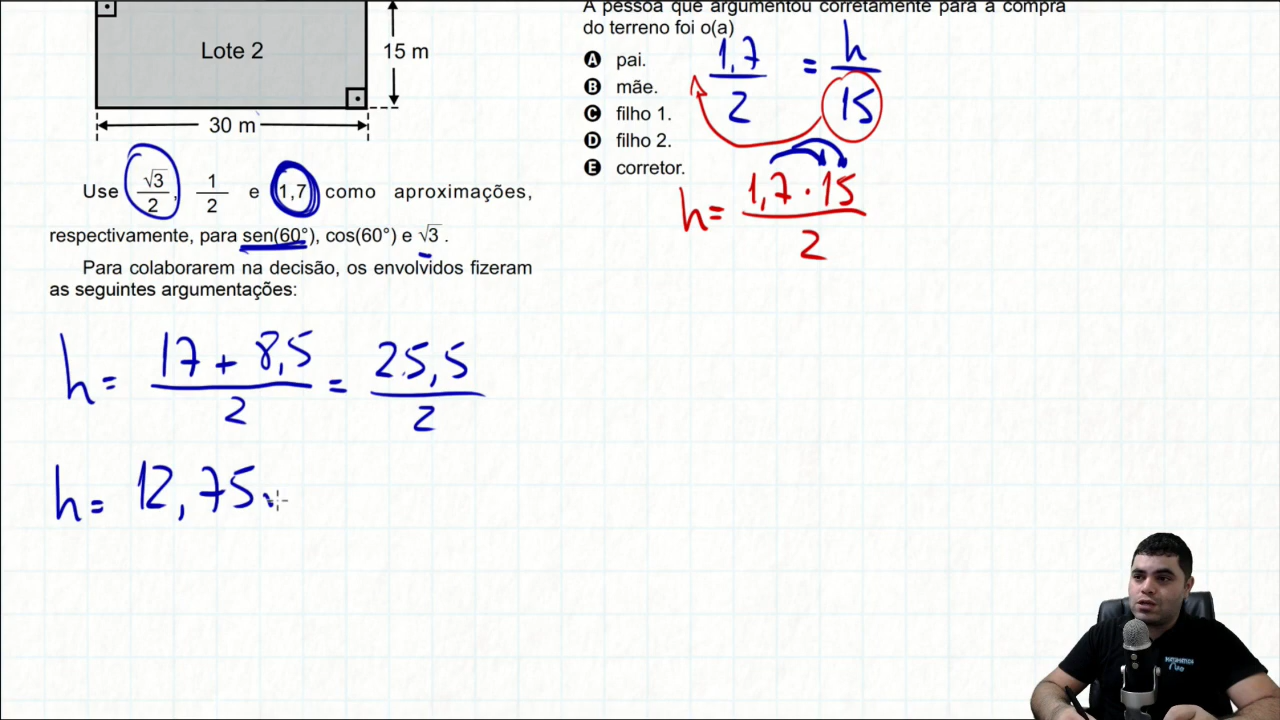 Lote 2
15 m
30 m
Use √3/2, 1/2 e 1,7 como aproximações,
respectivamente, para sen(60°), cos(60°) e √3.
Para colaborarem na decisão, os envolvidos fizeram
as seguintes argumentações:
h = 17 + 8,5 / 2 = 25,5 / 2
h = 12,75
A pessoa que argumentou corretamente para a compra
do terreno foi o(a)
A pai.
B mãe.
C filho 1.
D filho 2.
E corretor.
1,7 / 2 = h / 15
h = 1,7 · 15 / 2